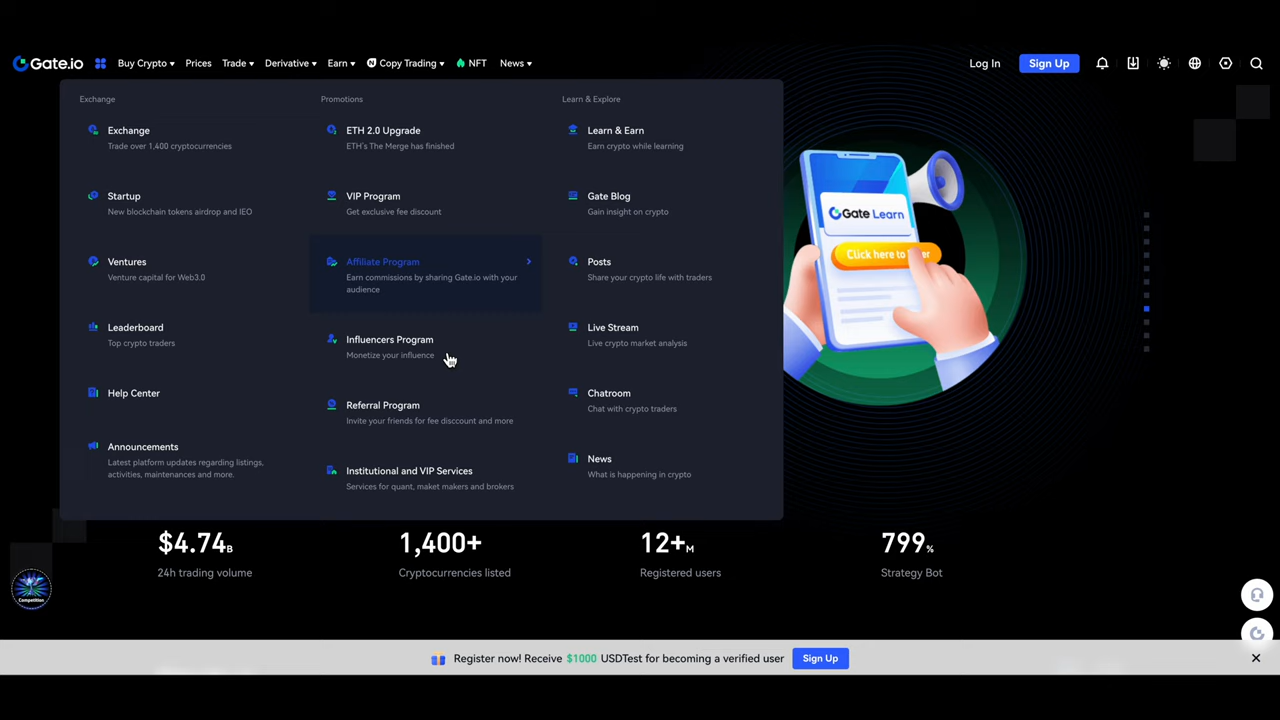 Gate.io
Buy Crypto
Prices
Trade
Derivative
Earn
Copy Trading
NFT
News
Log In
Sign Up
Exchange
Exchange
Trade over 1,400 cryptocurrencies
Startup
New blockchain tokens airdrop and IEO
Ventures
Venture capital for Web3.0
Leaderboard
Top crypto traders
Help Center
Announcements
Latest platform updates regarding listings,
activities, maintenances and more.
Promotions
ETH 2.0 Upgrade
ETH's The Merge has finished
VIP Program
Get exclusive fee discount
Affiliate Program
Earn commissions by sharing Gate.io with your
audience
Influencers Program
Monetize your influence
Referral Program
Invite your friends for fee disccount and more
Institutional and VIP Services
Services for quant, maket makers and brokers
Learn & Explore
Learn & Earn
Earn crypto while learning
Gate Blog
Gain insight on crypto
Posts
Share your crypto life with traders
Live Stream
Live crypto market analysis
Chatroom
Chat with crypto traders
News
What is happening in crypto
Gate Learn
Click here to
$4.74B
24h trading volume
1,400+
Cryptocurrencies listed
12+M
Registered users
799%
Strategy Bot
Competition
Register now! Receive $1000 USDTest for becoming a verified user
Sign Up